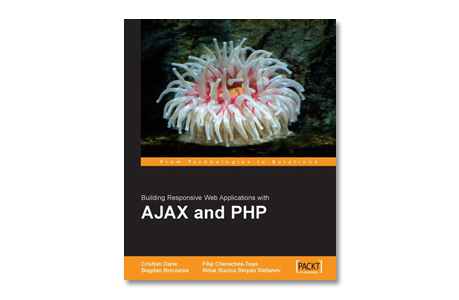 From Technologies to Solutions
Building Responsive Web Applications with
AJAX and PHP
Cristian Darie Filip Chereches-Tosa
Bogdan Brinzarea Mihai Bucica Stoyan Stefanov
PACKT